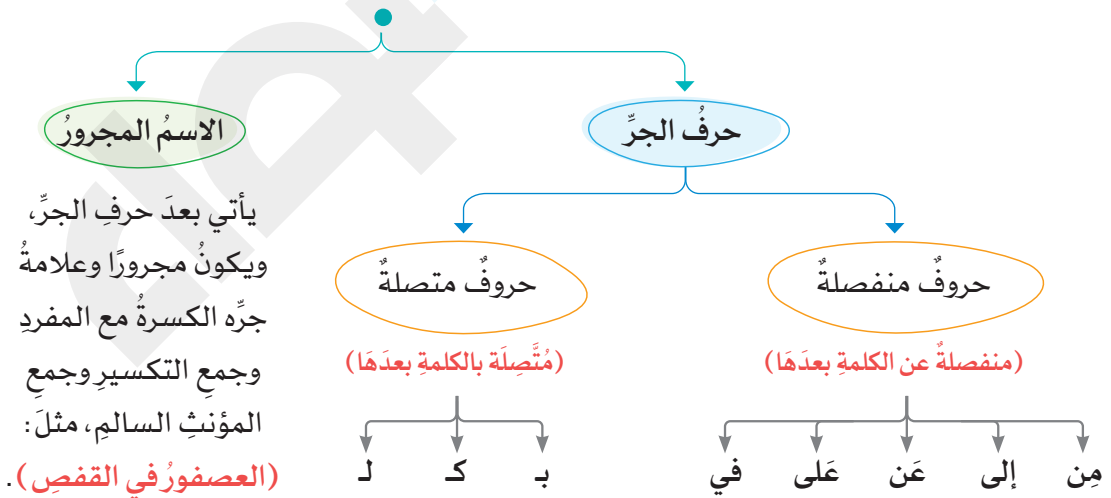 حرفُ الجرِّ
الاسمُ المجرورُ
حروفٌ منفصلةٌ
حروفٌ متصلةٌ
(منفصلةٌ عن الكلمةِ بعدَهَا)
(مُتَّصِلَة بالكلمةِ بعدَهَا)
مِن إلى عَن عَلى في
بـ كـ لـ
يأتي بعدَ حرفِ الجرِّ،
ويكونُ مجرورًا وعلامةُ
جرِّه الكسرةُ مع المفردِ
وجمعِ التكسيرِ وجمعِ
المؤنثِ السالمِ، مثلَ:
(العصفورُ في القفصِ).